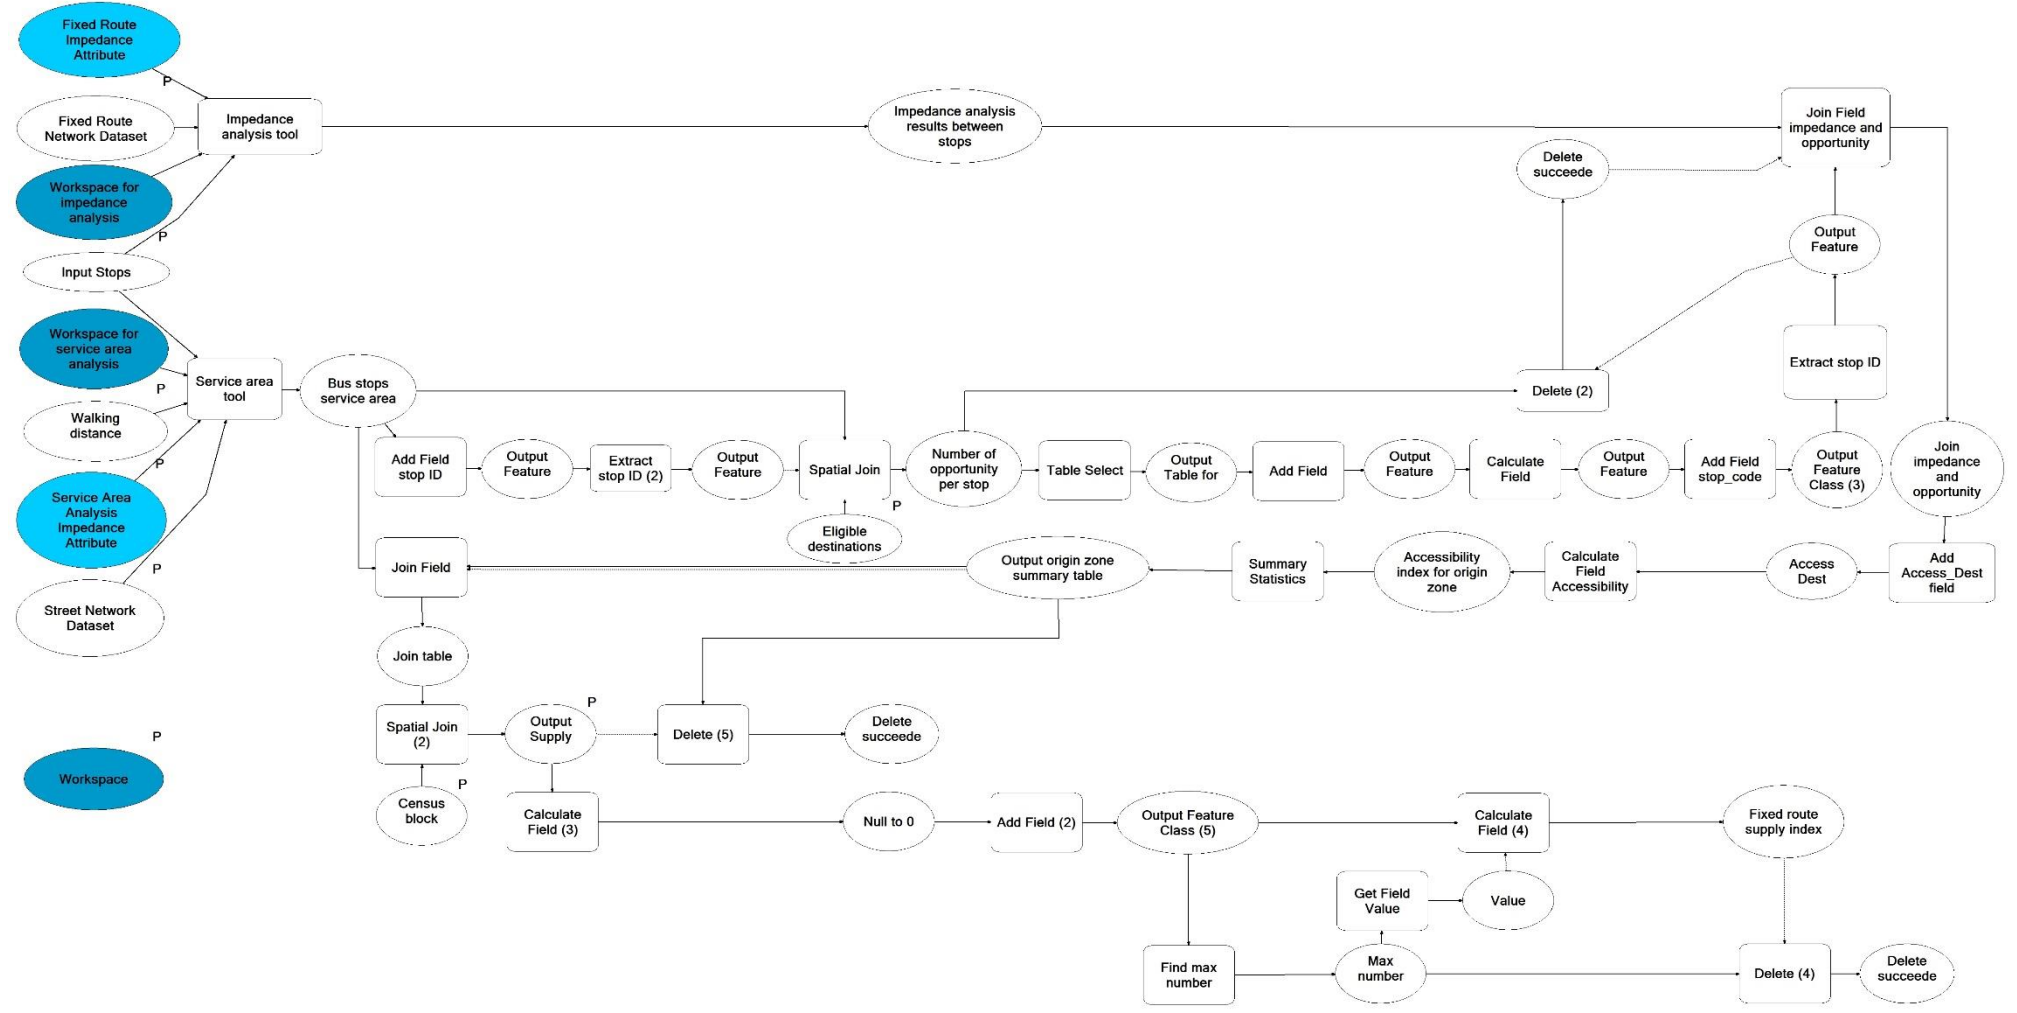 Fixed Route
Impedance
Attribute
P
Fixed Route
Network Dataset
Impedance
analysis tool
Impedance analysis
results between
stops
Join Field
impedance and
opportunity
Workspace for
impedance
analysis
P
Delete
succeede
Input Stops
Output
Feature
Workspace for
service area
analysis
P
Service area
tool
Bus stops
service area
Extract stop ID
Delete (2)
Walking
distance
P
Add Field
stop ID
Output
Feature
Extract
stop ID (2)
Output
Feature
Spatial Join
P
Number of
opportunity
per stop
Table Select
Output
Table for
Add Field
Output
Feature
Calculate
Field
Output
Feature
Add Field
stop_code
Output
Feature
Class (3)
Join
impedance
and
opportunity
Service Area
Analysis
Impedance
Attribute
P
Eligible
destinations
Join Field
Output origin zone
summary table
Summary
Statistics
Accessibility
index for origin
zone
Calculate
Field
Accessibility
Access
Dest
Add
Access_Dest
field
Street Network
Dataset
Join table
P
Workspace
Spatial Join
(2)
Output
Supply
P
Delete (5)
Delete
succeede
Census
block
P
Calculate
Field (3)
Null to 0
Add Field (2)
Output Feature
Class (5)
Calculate
Field (4)
Fixed route
supply index
Get Field
Value
Value
Find max
number
Max
number
Delete (4)
Delete
succeede